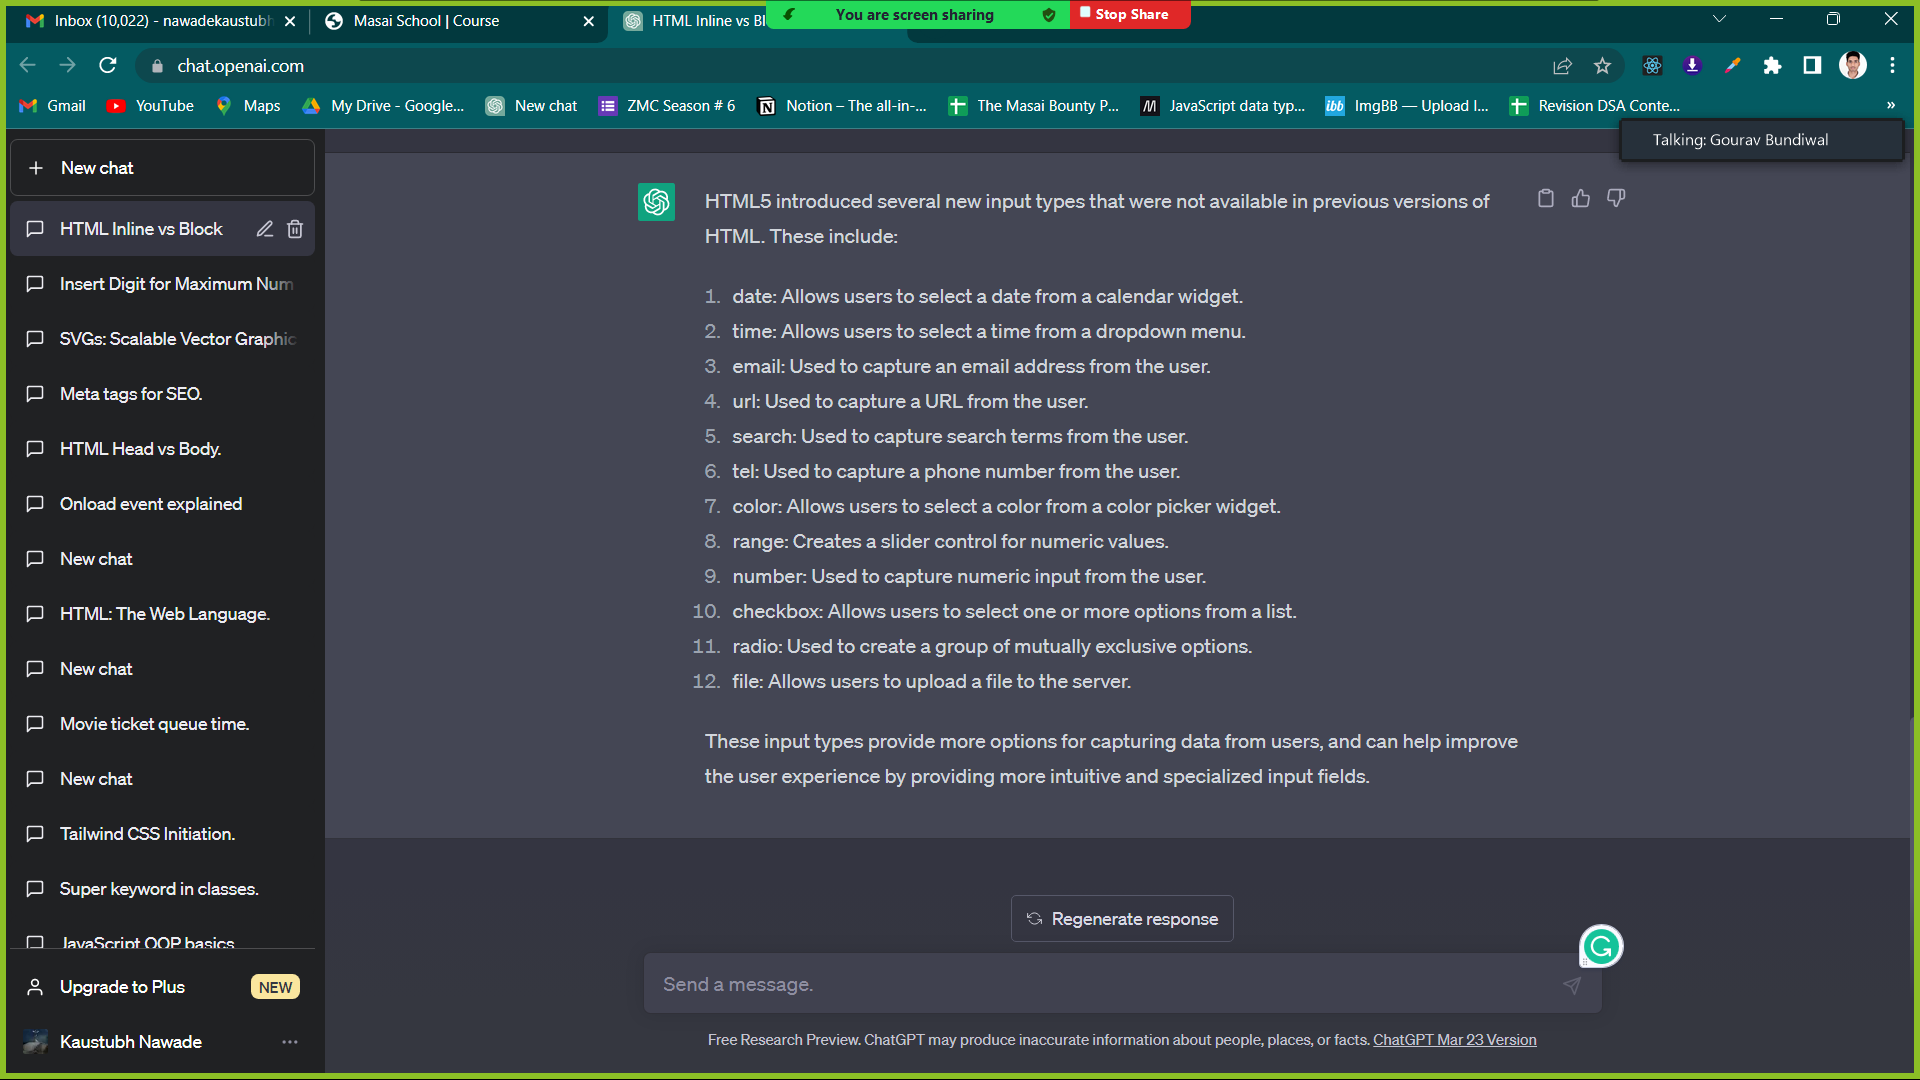 Inbox (10,022) - nawadekaustubh
Masai School | Course
HTML Inline vs Bl
You are screen sharing
Stop Share
chat.openai.com
Gmail
YouTube
Maps
My Drive - Google...
New chat
ZMC Season # 6
Notion – The all-in-...
The Masai Bounty P...
JavaScript data typ...
ibb
ImgBB — Upload I...
Revision DSA Conte...
»
Talking: Gourav Bundiwal
+ New chat
HTML Inline vs Block
Insert Digit for Maximum Num
SVGs: Scalable Vector Graphic
Meta tags for SEO.
HTML Head vs Body.
Onload event explained
New chat
HTML: The Web Language.
New chat
Movie ticket queue time.
New chat
Tailwind CSS Initiation.
Super keyword in classes.
JavaScript OOP basics
Upgrade to Plus
NEW
Kaustubh Nawade
HTML5 introduced several new input types that were not available in previous versions of
HTML. These include:
1. date: Allows users to select a date from a calendar widget.
2. time: Allows users to select a time from a dropdown menu.
3. email: Used to capture an email address from the user.
4. url: Used to capture a URL from the user.
5. search: Used to capture search terms from the user.
6. tel: Used to capture a phone number from the user.
7. color: Allows users to select a color from a color picker widget.
8. range: Creates a slider control for numeric values.
9. number: Used to capture numeric input from the user.
10. checkbox: Allows users to select one or more options from a list.
11. radio: Used to create a group of mutually exclusive options.
12. file: Allows users to upload a file to the server.
These input types provide more options for capturing data from users, and can help improve
the user experience by providing more intuitive and specialized input fields.
Regenerate response
Send a message.
Free Research Preview. ChatGPT may produce inaccurate information about people, places, or facts. ChatGPT Mar 23 Version